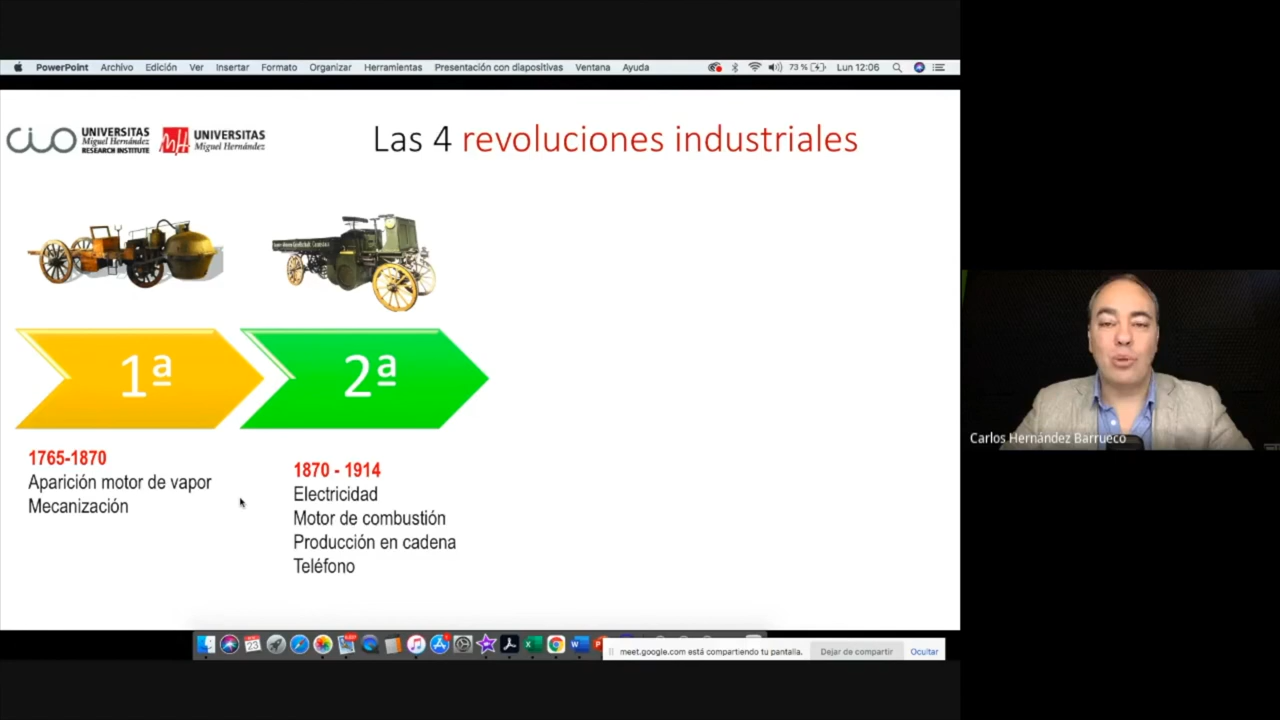 PowerPoint Archivo Edición Ver Insertar Formato Organizar Herramientas Presentación con diapositivas Ventana Ayuda 73 % Lun 12:06
CIO UNIVERSITAS Miguel Hernández RESEARCH INSTITUTE
MH UNIVERSITAS Miguel Hernández
Las 4 revoluciones industriales
1ª
2ª
1765-1870
Aparición motor de vapor
Mecanización
1870 - 1914
Electricidad
Motor de combustión
Producción en cadena
Teléfono
Carlos Hernández Barrueco
23
meet.google.com está compartiendo tu pantalla. Dejar de compartir Ocultar